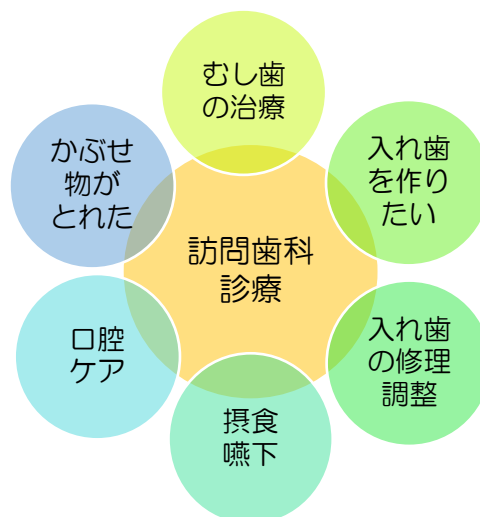 むし歯
の治療
入れ歯
を作り
たい
入れ歯
の修理
調整
摂食
嚥下
口腔
ケア
かぶせ
物が
とれた
訪問歯科
診療